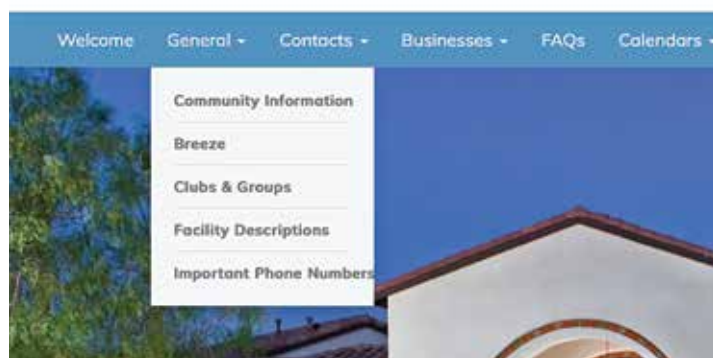 Welcome General Contacts Businesses FAQs Calendars
Community Information
Breeze
Clubs & Groups
Facility Descriptions
Important Phone Numbers